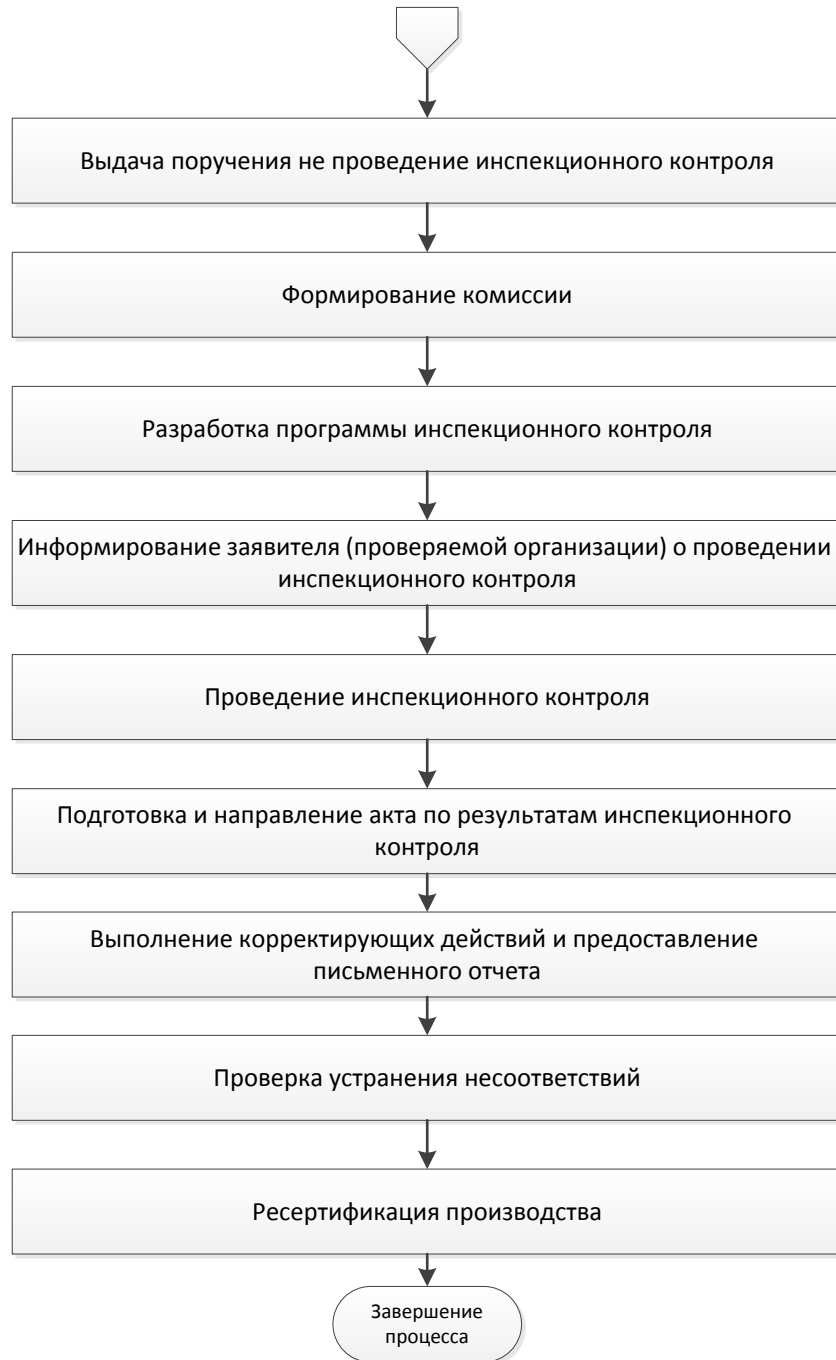 Выдача поручения не проведение инспекционного контроля
Формирование комиссии
Разработка программы инспекционного контроля
Информирование заявителя (проверяемой организации) о проведении
инспекционного контроля
Проведение инспекционного контроля
Подготовка и направление акта по результатам инспекционного
контроля
Выполнение корректирующих действий и предоставление
письменного отчета
Проверка устранения несоответствий
Ресертификация производства
Завершение
процесса